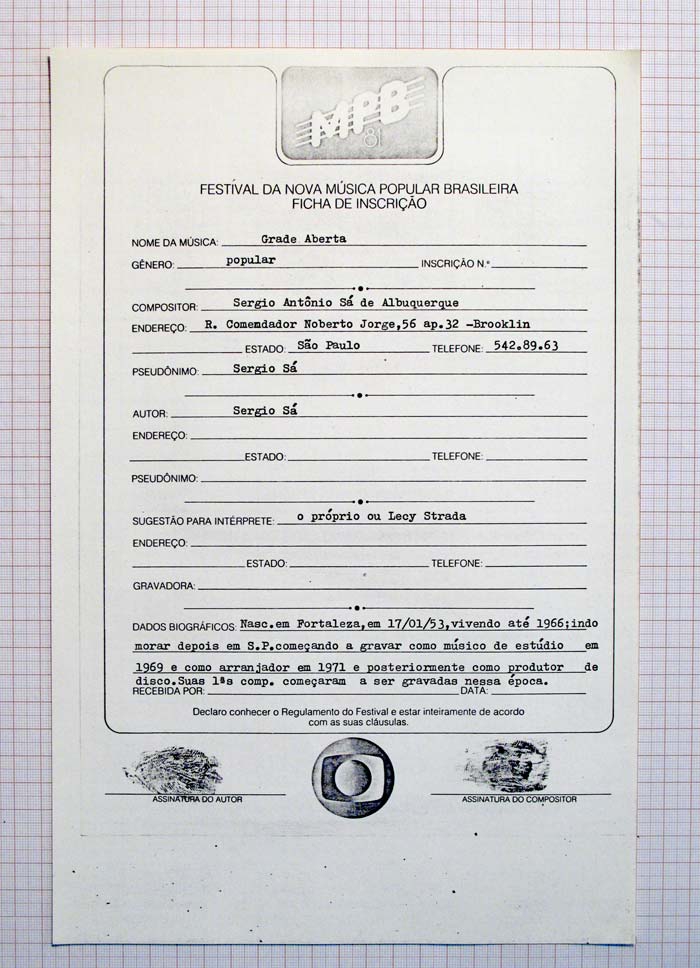 MPB
81
FESTIVAL DA NOVA MÚSICA POPULAR BRASILEIRA
FICHA DE INSCRIÇÃO
NOME DA MÚSICA: Grade Aberta
GÊNERO: popular INSCRIÇÃO N.º
COMPOSITOR: Sergio Antônio Sá de Albuquerque
ENDEREÇO: R. Comendador Noberto Jorge,56 ap.32 -Brooklin
ESTADO: São Paulo TELEFONE: 542.89.63
PSEUDÔNIMO: Sergio Sá
AUTOR: Sergio Sá
ENDEREÇO:
ESTADO: TELEFONE:
PSEUDÔNIMO:
SUGESTÃO PARA INTÉRPRETE: o próprio ou Lecy Strada
ENDEREÇO:
ESTADO: TELEFONE:
GRAVADORA:
DADOS BIOGRÁFICOS: Nasc.em Fortaleza,em 17/01/53,vivendo até 1966;indo
morar depois em S.P.começando a gravar como músico de estúdio em
1969 e como arranjador em 1971 e posteriormente como produtor de
disco.Suas 1ªs comp. começaram a ser gravadas nessa época.
RECEBIDA POR: DATA:
Declaro conhecer o Regulamento do Festival e estar inteiramente de acordo
com as suas cláusulas.
ASSINATURA DO AUTOR ASSINATURA DO COMPOSITOR